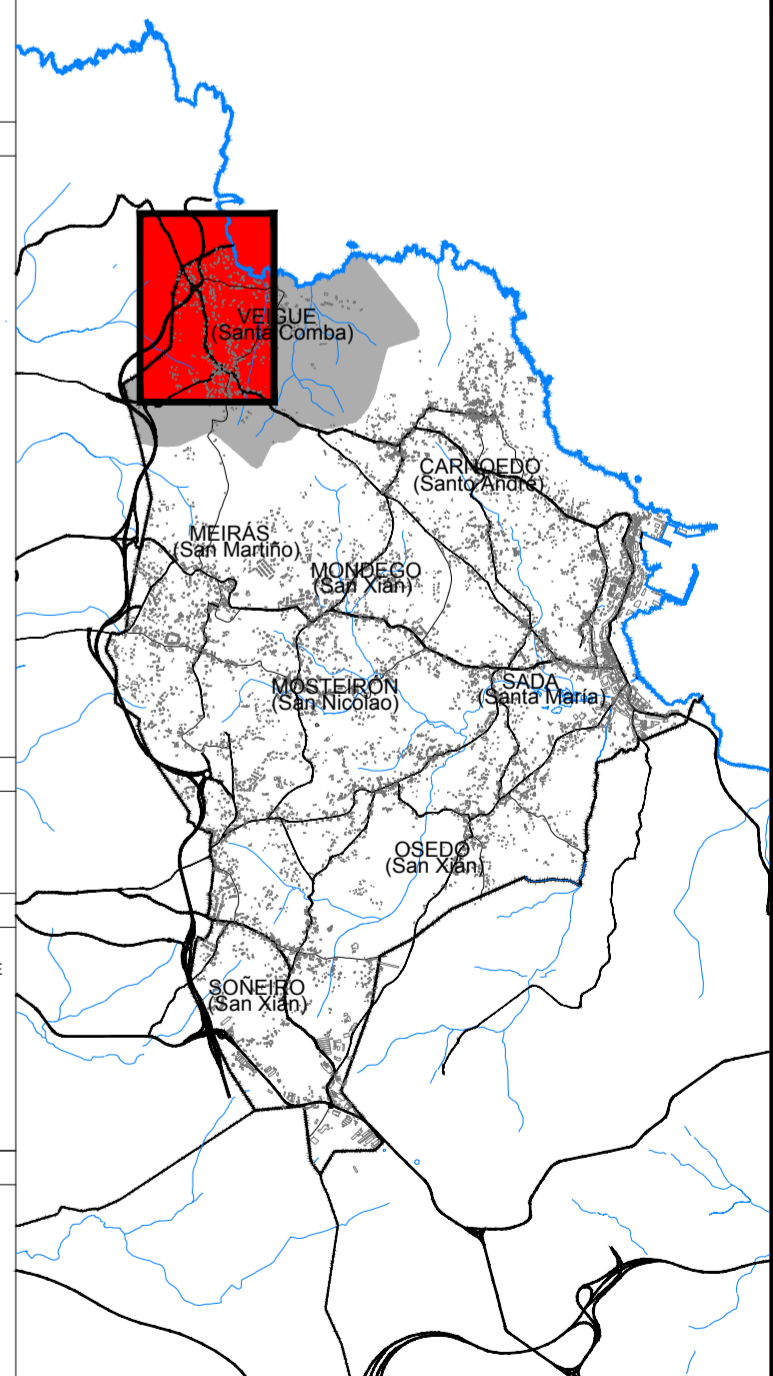 VEIGUE
(Santa Comba)
CARNOEDO
(Santo André)
MEIRÁS
(San Martiño)
MONDEGO
(San Xián)
MOSTEIRÓN
(San Nicolao)
SADA
(Santa María)
OSEDO
(San Xián)
SOÑEIRO
(San Xián)
E